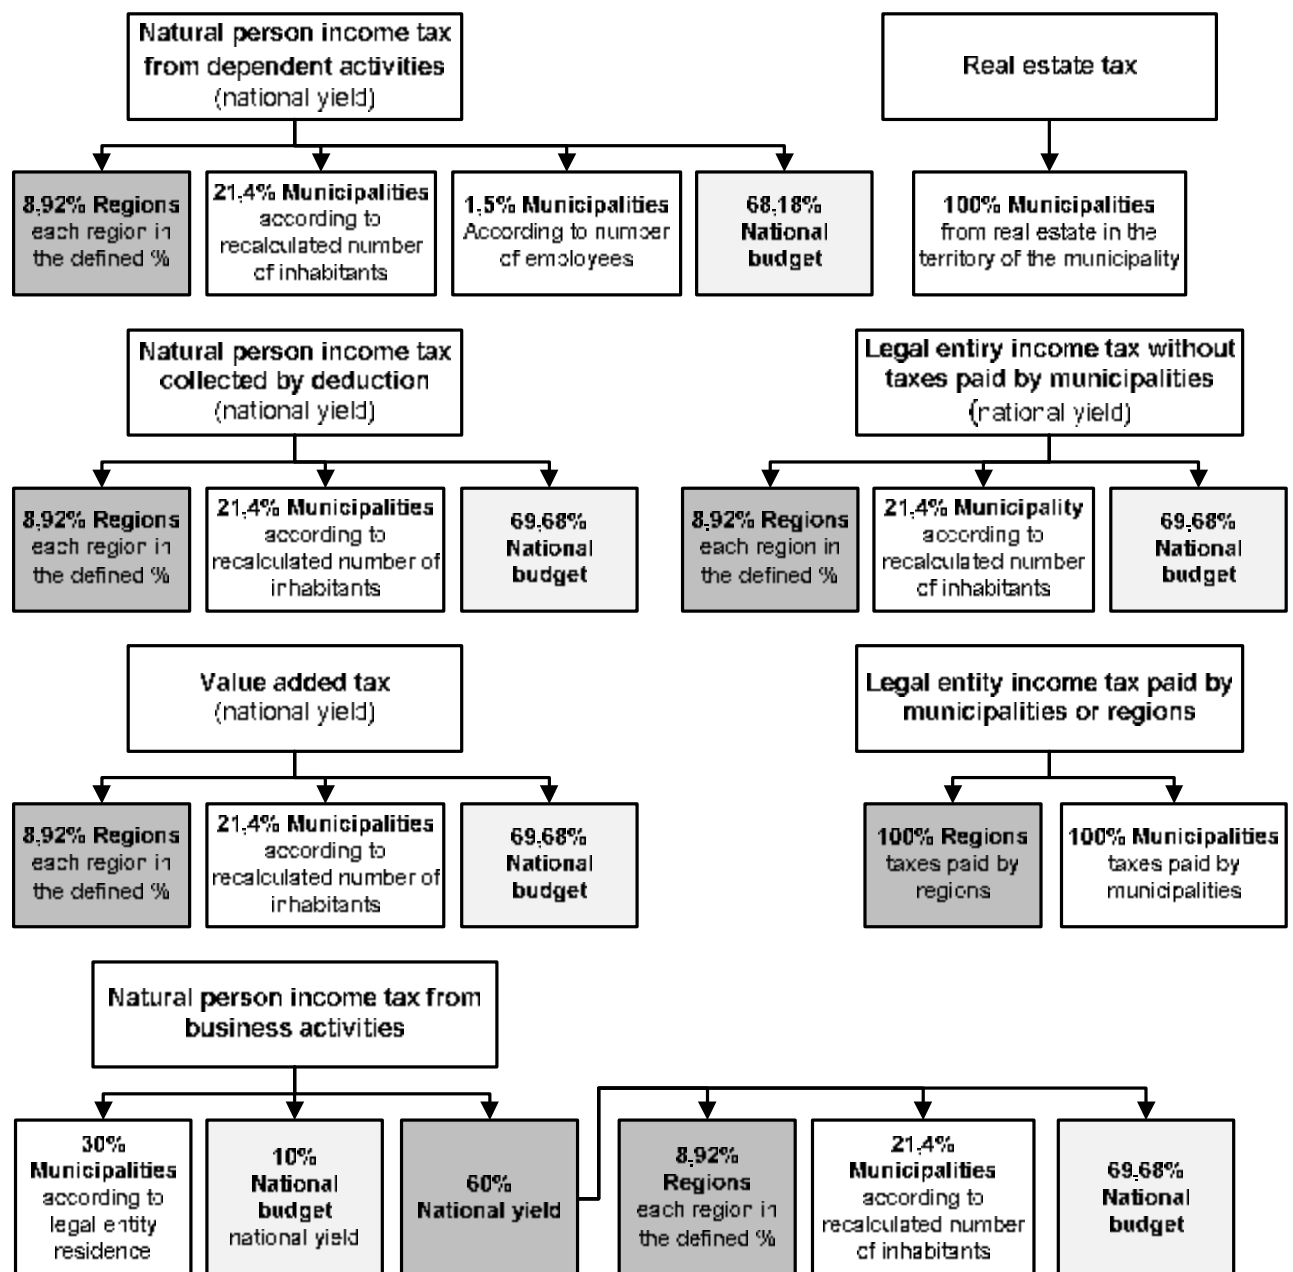 Natural person income tax
from dependent activities
(national yield)
Real estate tax
8,92% Regions
each region in
the defined %
21,4% Municipalities
according to
recalculated number
of inhabitants
1,5% Municipalities
According to number
of employees
68,18%
National
budget
100% Municipalities
from real estate in the
territory of the municipality
Natural person income tax
collected by deduction
(national yield)
Legal entiry income tax without
taxes paid by municipalities
(national yield)
8,92% Regions
each region in
the defined %
21,4% Municipalities
according to
recalculated number of
inhabitants
69,68%
National
budget
8,92% Regions
each region in
the defined %
21,4% Municipality
according to
recalculated number
of inhabitants
69,68%
National
budget
Value added tax
(national yield)
Legal entity income tax paid by
municipalities or regions
8,92% Regions
each region in
the defined %
21,4% Municipalities
according to
recalculated number of
inhabitants
69,68%
National
budget
100% Regions
taxes paid by
regions
100% Municipalities
taxes paid by
municipalities
Natural person income tax from
business activities
30%
Municipalities
according to
legal entity
residence
10%
National
budget
national yield
60%
National yield
8,92%
Regions
each region in
the defined %
21,4%
Municipalities
according to
recalculated number
of inhabitants
69,68%
National
budget